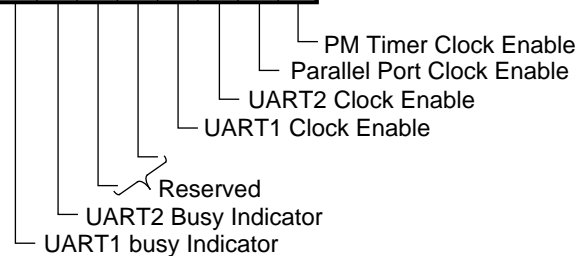 PM Timer Clock Enable
Parallel Port Clock Enable
UART2 Clock Enable
UART1 Clock Enable
Reserved
UART2 Busy Indicator
UART1 busy Indicator